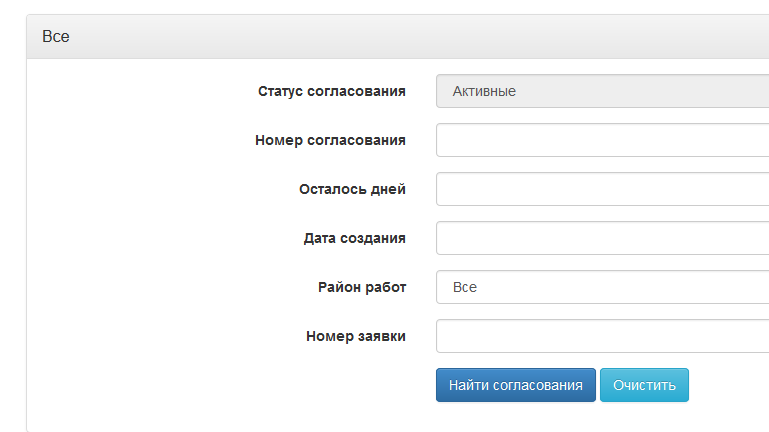 Все
Статус согласования Активные
Номер согласования
Осталось дней
Дата создания
Район работ Все
Номер заявки
Найти согласования Очистить